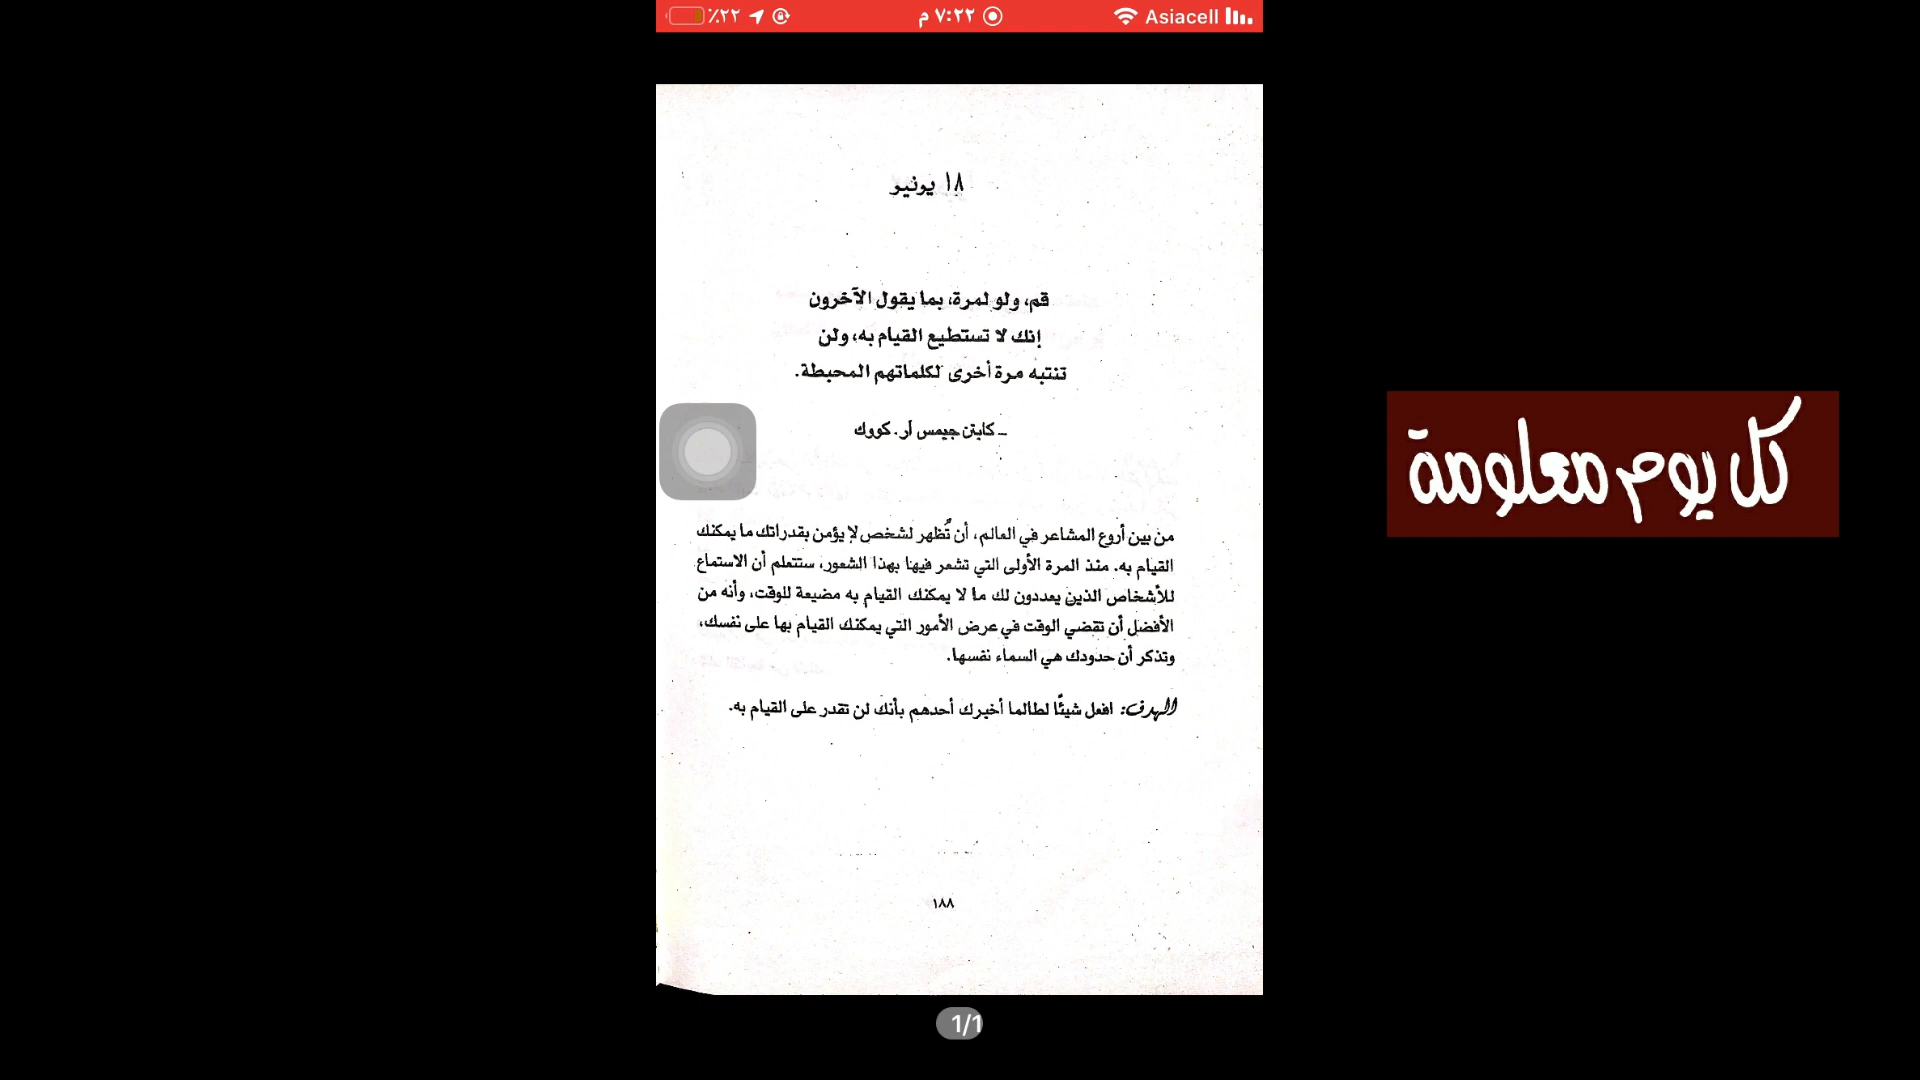 ٪٢٢
٧:٢٢ م
Asiacell
١٨ يونيو
قم، ولو لمرة، بما يقول الآخرون
إنك لا تستطيع القيام به، ولن
تنتبه مرة أخرى لكلماتهم المحبطة.
– كابتن جيمس أر. كووك
من بين أروع المشاعر في العالم، أن تُظهر لشخص لا يؤمن بقدراتك ما يمكنك
القيام به. منذ المرة الأولى التي تشعر فيها بهذا الشعور، ستتعلم أن الاستماع
للأشخاص الذين يعددون لك ما لا يمكنك القيام به مضيعة للوقت، وأنه من
الأفضل أن تقضي الوقت في عرض الأمور التي يمكنك القيام بها على نفسك،
وتذكر أن حدودك هي السماء نفسها.
الهدف: افعل شيئًا لطالما أخبرك أحدهم بأنك لن تقدر على القيام به.
١٨٨
1/1
كل يوم معلومة